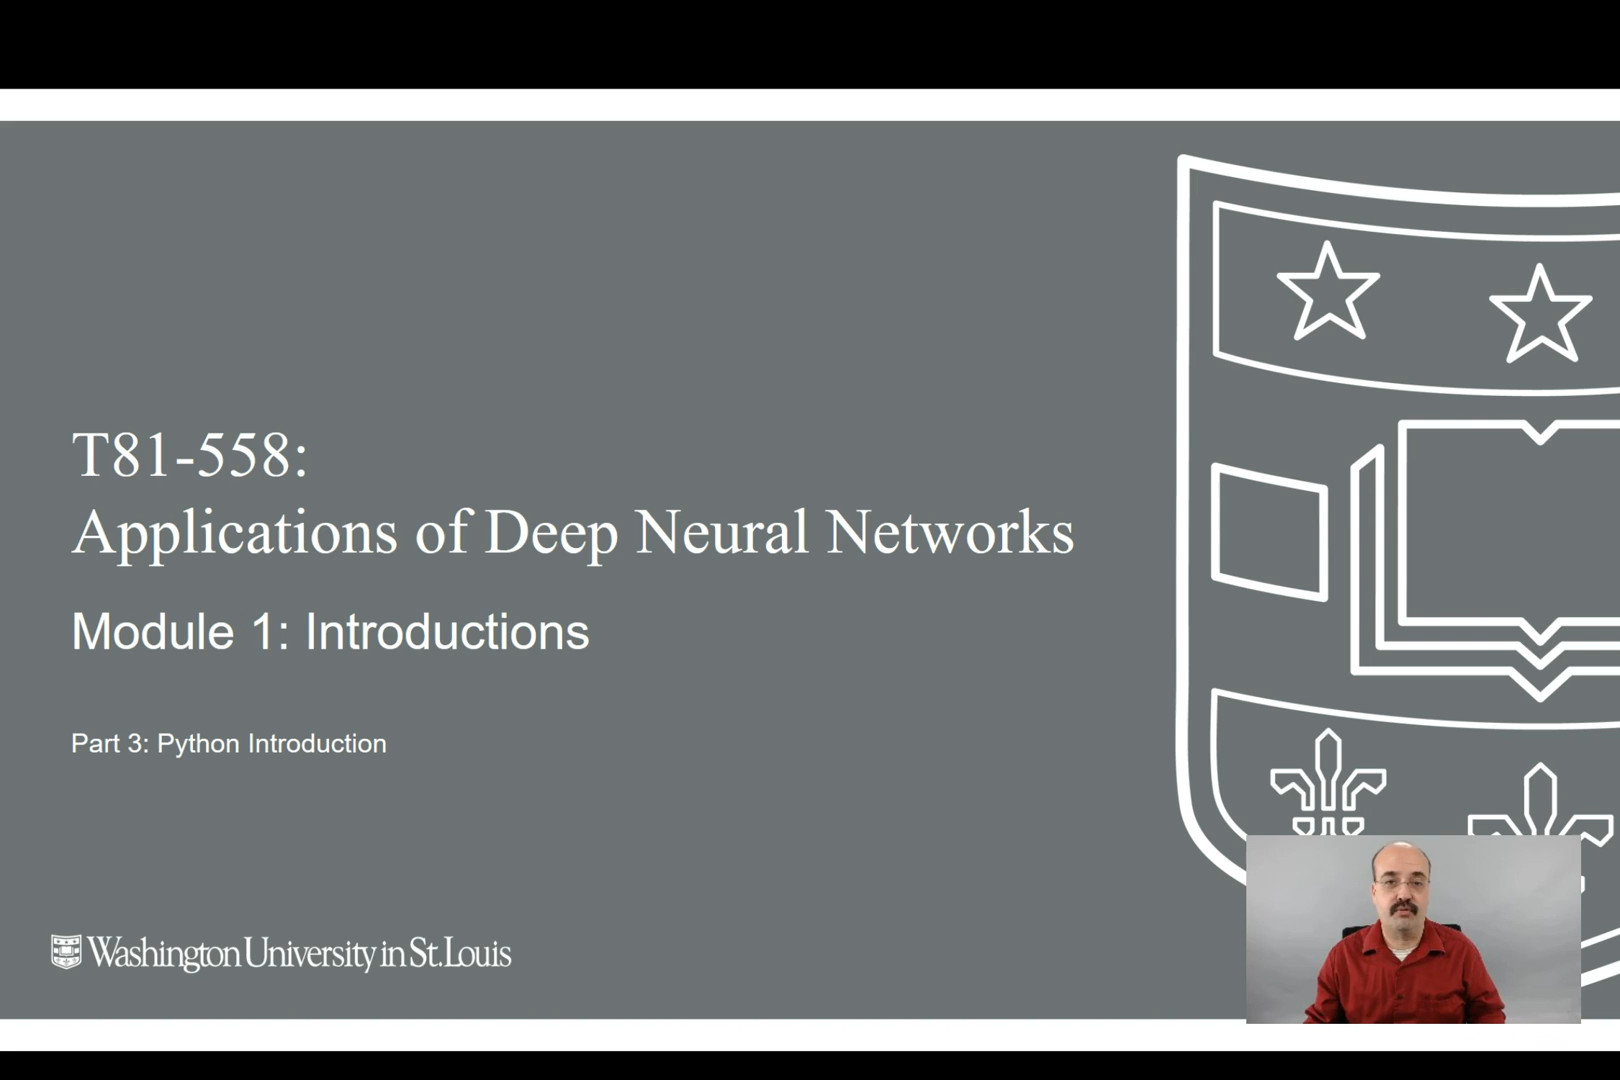 T81-558:
Applications of Deep Neural Networks
Module 1: Introductions
Part 3: Python Introduction
Washington University in St. Louis